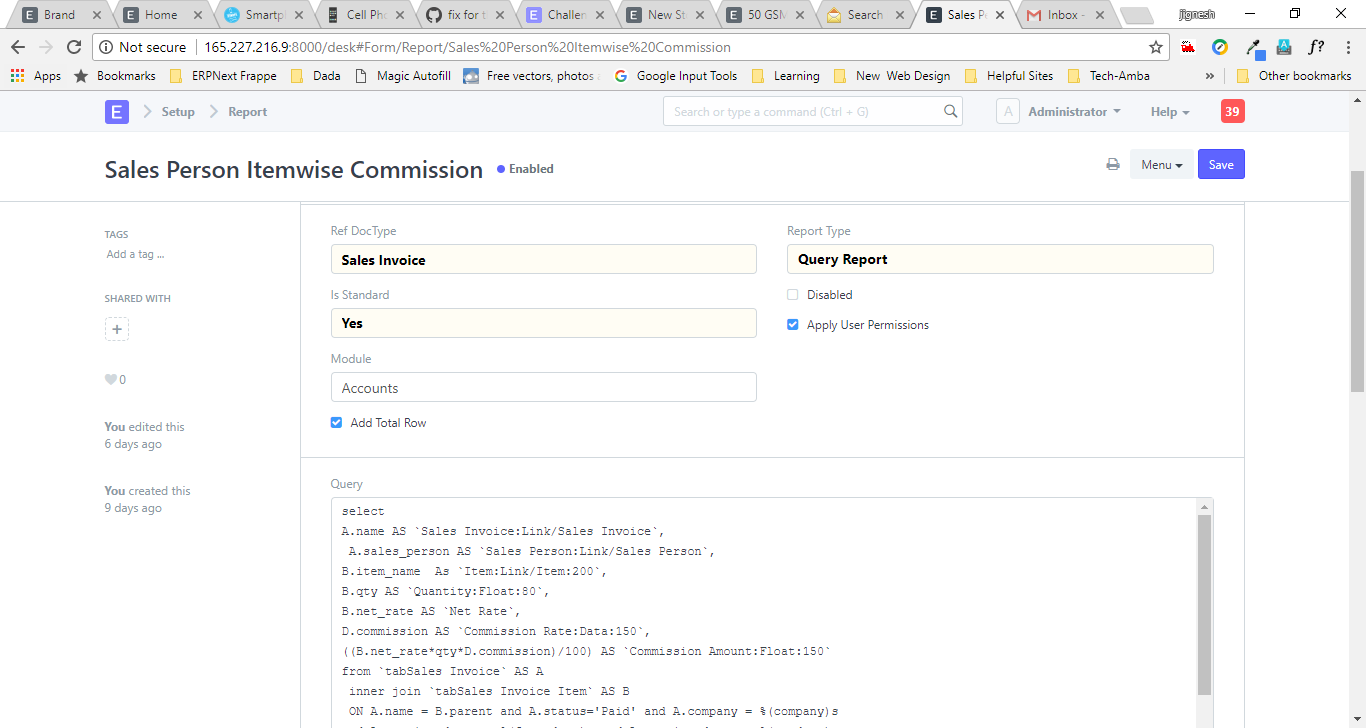 Brand
Home
Smartpl
Cell Pho
fix for t
Challen
New St
50 GSM
Search
Sales Pe
Inbox -
jignesh
Not secure
165.227.216.9:8000/desk#Form/Report/Sales%20Person%20Itemwise%20Commission
f?
Apps
Bookmarks
ERPNext Frappe
Dada
Magic Autofill
Free vectors, photos
Google Input Tools
Learning
New Web Design
Helpful Sites
Tech-Amba
»
Other bookmarks
E
Setup
Report
Search or type a command (Ctrl + G)
A
Administrator
Help
39
Sales Person Itemwise Commission
Enabled
Menu
Save
TAGS
Add a tag ...
SHARED WITH
+
0
You edited this
6 days ago
You created this
9 days ago
Ref DocType
Sales Invoice
Is Standard
Yes
Module
Accounts
Add Total Row
Report Type
Query Report
Disabled
Apply User Permissions
Query
select
A.name AS `Sales Invoice:Link/Sales Invoice`,
A.sales_person AS `Sales Person:Link/Sales Person`,
B.item_name  As `Item:Link/Item:200`,
B.qty AS `Quantity:Float:80`,
B.net_rate AS `Net Rate`,
D.commission AS `Commission Rate:Data:150`,
((B.net_rate*qty*D.commission)/100) AS `Commission Amount:Float:150`
from `tabSales Invoice` AS A
inner join `tabSales Invoice Item` AS B
ON A.name = B.parent and A.status='Paid' and A.company = %(company)s